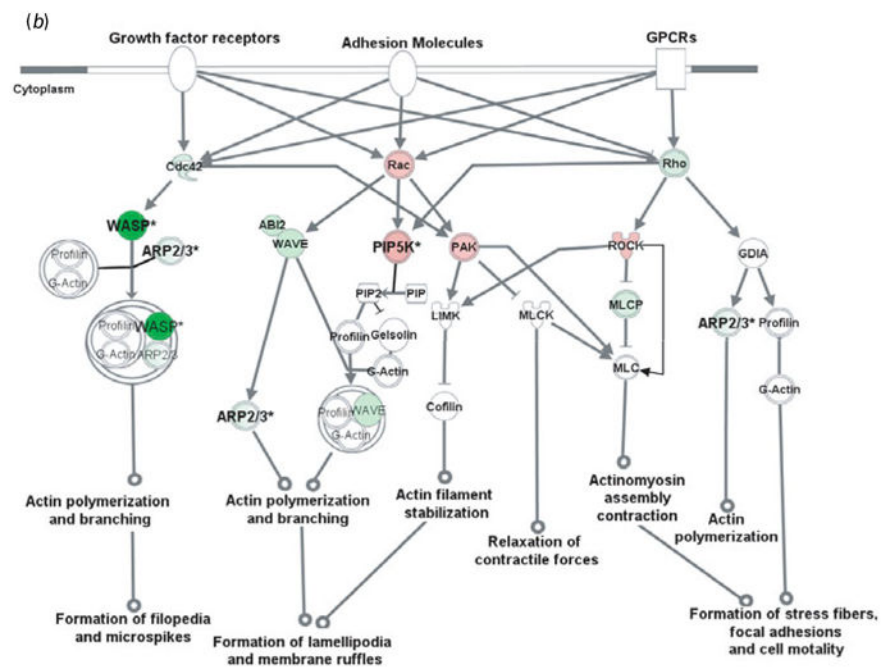 (b)
Growth factor receptors
Adhesion Molecules
GPCRs
Cytoplasm
Cdc42
Rac
Rho
WASP*
ABI2
WAVE
PIP5K*
PAK
ROCK
GDIA
Profilin
G-Actin
ARP2/3*
PIP2
PIP
LIMK
MLCK
MLCP
ARP2/3*
Profilin
Profilin
WASP*
G-Actin
ARP2/3
Profilin
Gelsolin
G-Actin
MLC
G-Actin
ARP2/3*
Profilin
WAVE
G-Actin
Cofilin
Actin polymerization
and branching
Actin polymerization
and branching
Actin filament
stabilization
Relaxation of
contractile forces
Actinomyosin
assembly
contraction
Actin
polymerization
Formation of filopedia
and microspikes
Formation of lamellipodia
and membrane ruffles
Formation of stress fibers,
focal adhesions
and cell motality